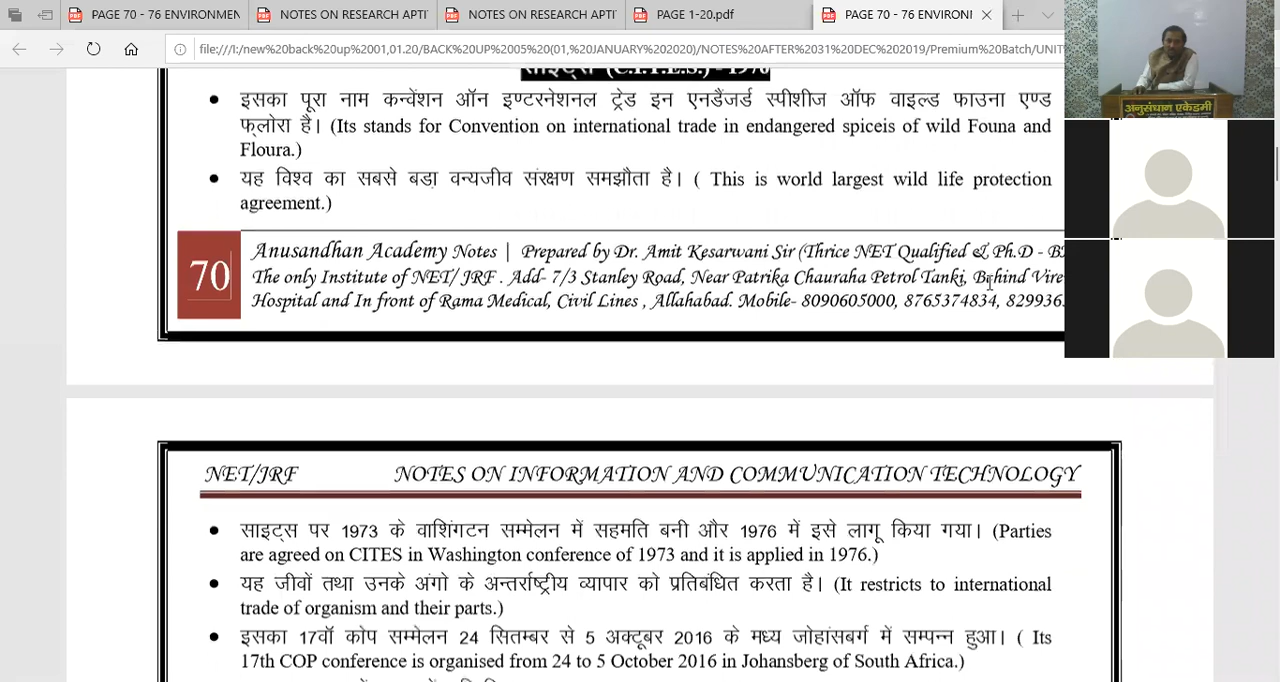 PAGE 70 - 76 ENVIRONMEN
NOTES ON RESEARCH APTI
NOTES ON RESEARCH APTI
PAGE 1-20.pdf
PAGE 70 - 76 ENVIRONI
file:///I:/new%20back%20up%2001,01.20/BACK%20UP%2005%20(01,%20JANUARY%202020)/NOTES%20AFTER%2031%20DEC%202019/Premium%20Batch/UNIT
साइट्स (C.I.T.E.S.) - 1976
• इसका पूरा नाम कन्वेंशन ऑन इण्टरनेशनल ट्रेड इन एनडैंजर्ड स्पीशीज ऑफ वाइल्ड फाउना एण्ड
फ्लोरा है। (Its stands for Convention on international trade in endangered spiceis of wild Founa and
Floura.)
• यह विश्व का सबसे बड़ा वन्यजीव संरक्षण समझौता है। ( This is world largest wild life protection
agreement.)
70
Anusandhan Academy Notes | Prepared by Dr. Amit Kesarwani Sir (Thrice NET Qualified & Ph.D - B
The only Institute of NET/ JRF . Add- 7/3 Stanley Road, Near Patrika Chauraha Petrol Tanki, Behind Vire
Hospital and In front of Rama Medical, Civil Lines , Allahabad. Mobile- 8090605000, 8765374834, 829936
अनुसंधान एकेडमी
NET/JRF NOTES ON INFORMATION AND COMMUNICATION TECHNOLOGY
• साइट्स पर 1973 के वाशिंगटन सम्मेलन में सहमति बनी और 1976 में इसे लागू किया गया। (Parties
are agreed on CITES in Washington conference of 1973 and it is applied in 1976.)
• यह जीवों तथा उनके अंगो के अन्तर्राष्ट्रीय व्यापार को प्रतिबंधित करता है। (It restricts to international
trade of organism and their parts.)
• इसका 17वॉ कोप सम्मेलन 24 सितम्बर से 5 अक्टूबर 2016 के मध्य जोहांसबर्ग में सम्पन्न हुआ। ( Its
17th COP conference is organised from 24 to 5 October 2016 in Johansberg of South Africa.)